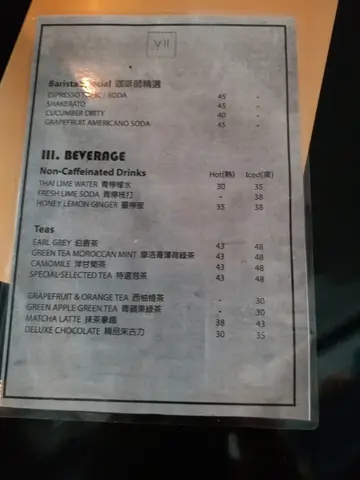 VII
Barista Special 咖啡師精選
ESPRESSO TONIC / SODA 45 -
SHAKERATO 45 -
CUCUMBER DIRTY 40 -
GRAPEFRUIT AMERICANO SODA 45 -
III. BEVERAGE
Non-Caffeinated Drinks Hot(熱) Iced(凍)
THAI LIME WATER 青檸檬水 30 35
FRESH LIME SODA 青檸梳打 - 38
HONEY LEMON GINGER 35 38
Teas
EARL GREY 伯爵茶 43 48
GREEN TEA MOROCCAN MINT 摩洛哥薄荷綠茶 43 48
CAMOMILE 洋甘菊茶 43 48
SPECIAL-SELECTED TEA 特選泡茶 43 48
GRAPEFRUIT & ORANGE TEA 西柚橙茶 - 30
GREEN APPLE GREEN TEA 青蘋果綠茶 - 30
MATCHA LATTE 抹茶拿鐵 38 43
DELUXE CHOCOLATE 精品朱古力 30 35